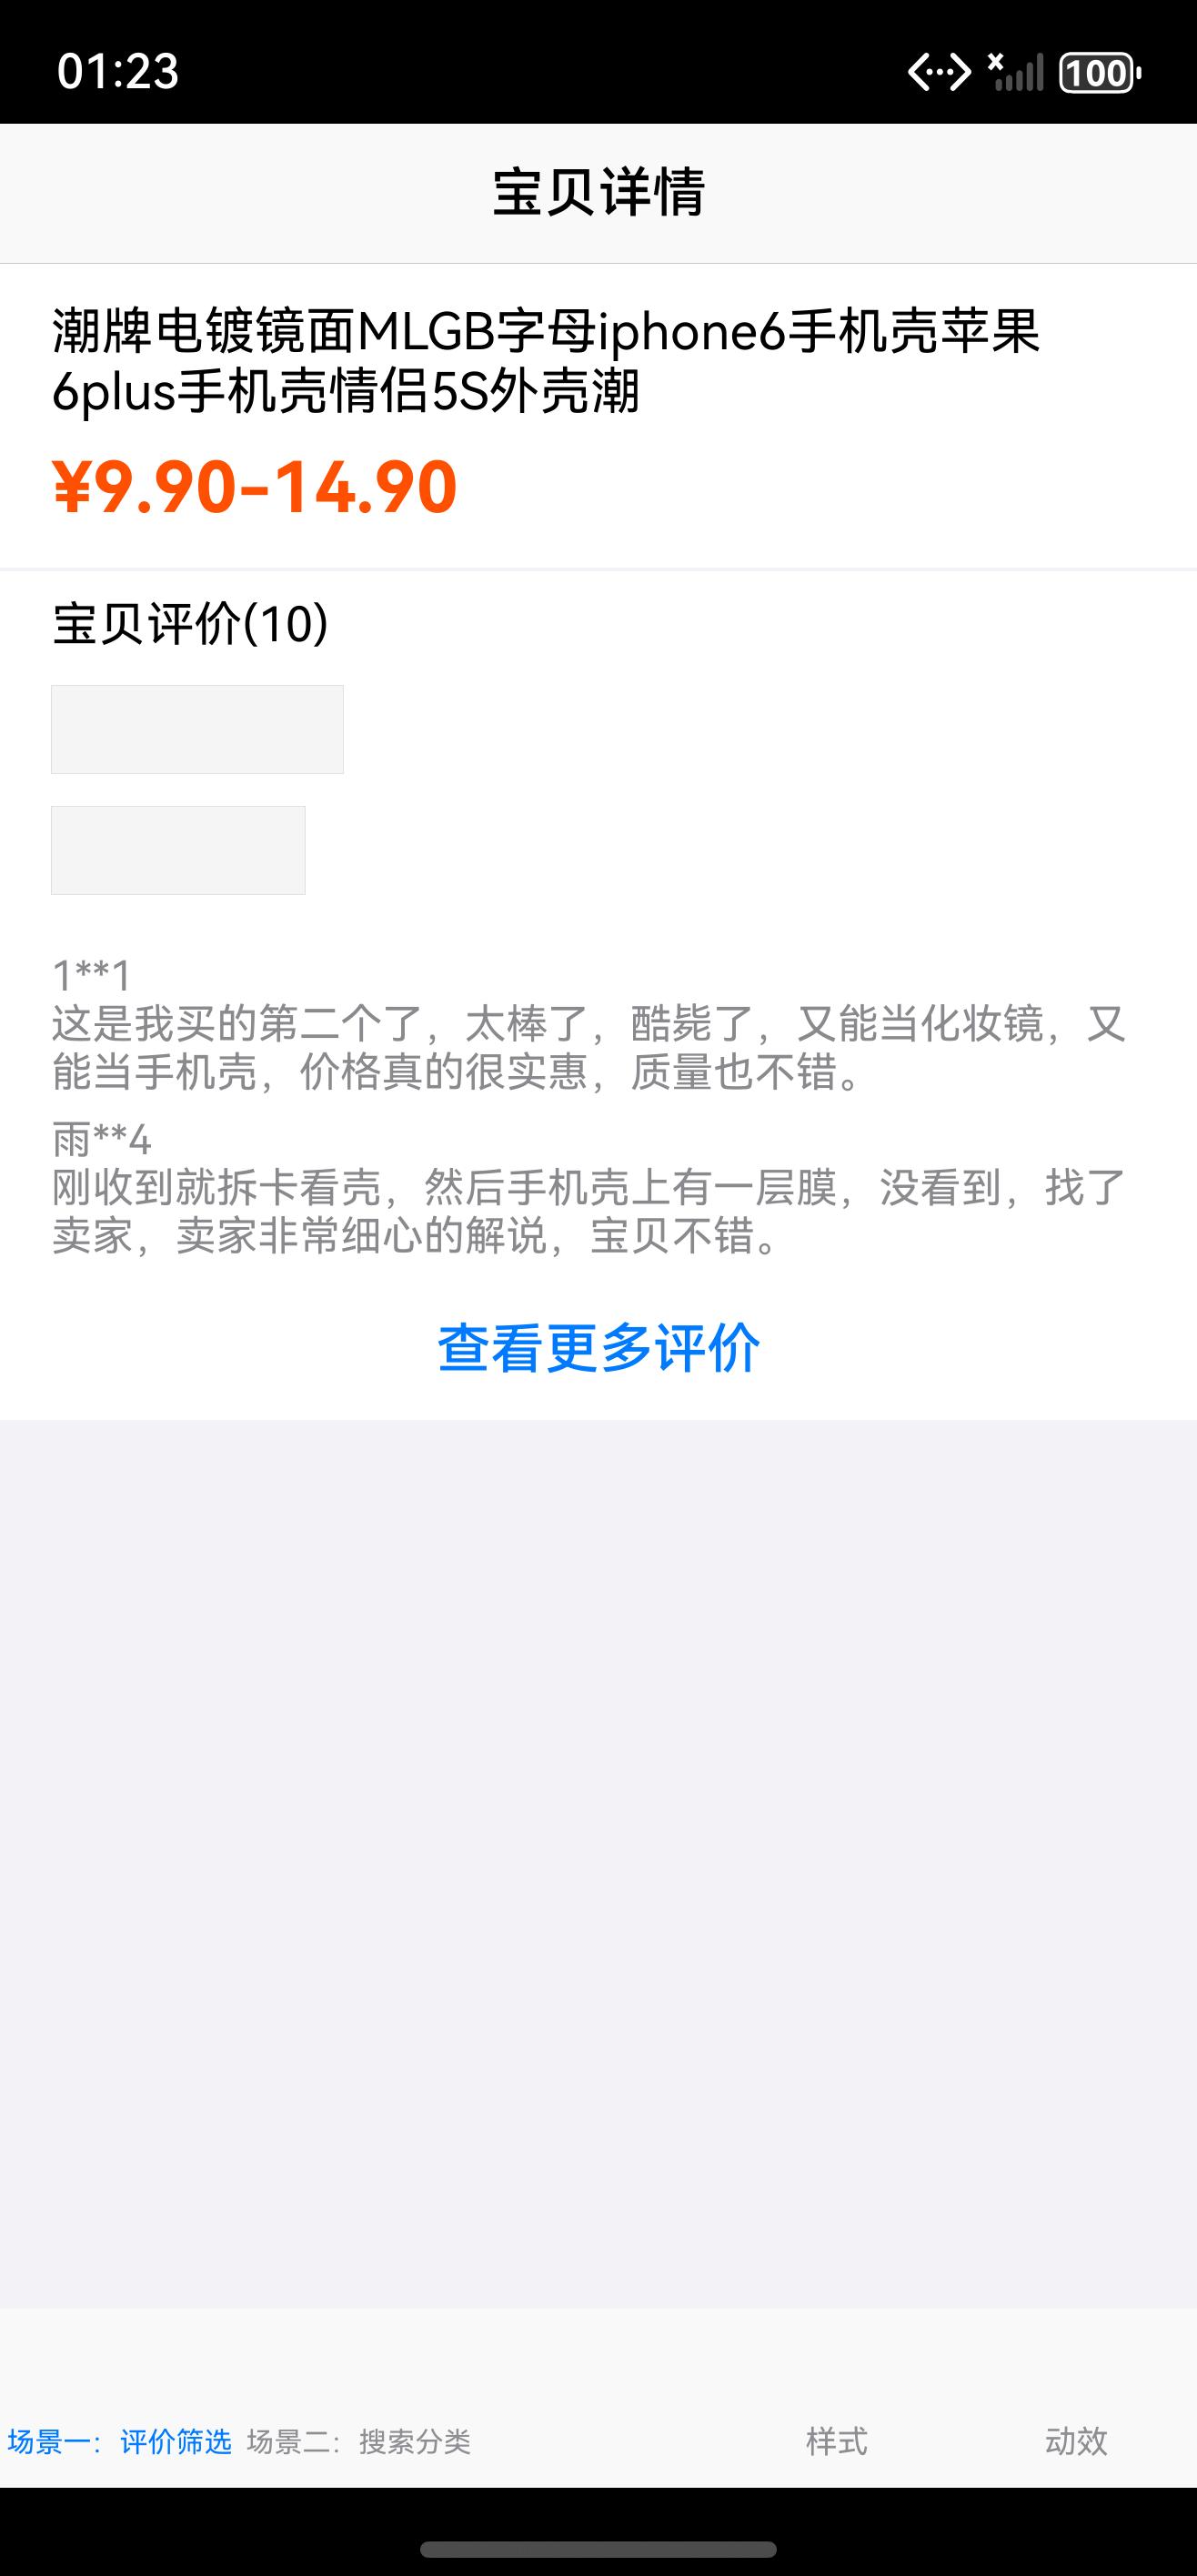 01:23
100
宝贝详情
潮牌电镀镜面MLGB字母iphone6手机壳苹果
6plus手机壳情侣5S外壳潮
¥9.90-14.90
宝贝评价(10)
1**1
这是我买的第二个了，太棒了，酷毙了，又能当化妆镜，又
能当手机壳，价格真的很实惠，质量也不错。
雨**4
刚收到就拆卡看壳，然后手机壳上有一层膜，没看到，找了
卖家，卖家非常细心的解说，宝贝不错。
查看更多评价
场景一：评价筛选 场景二：搜索分类 样式 动效